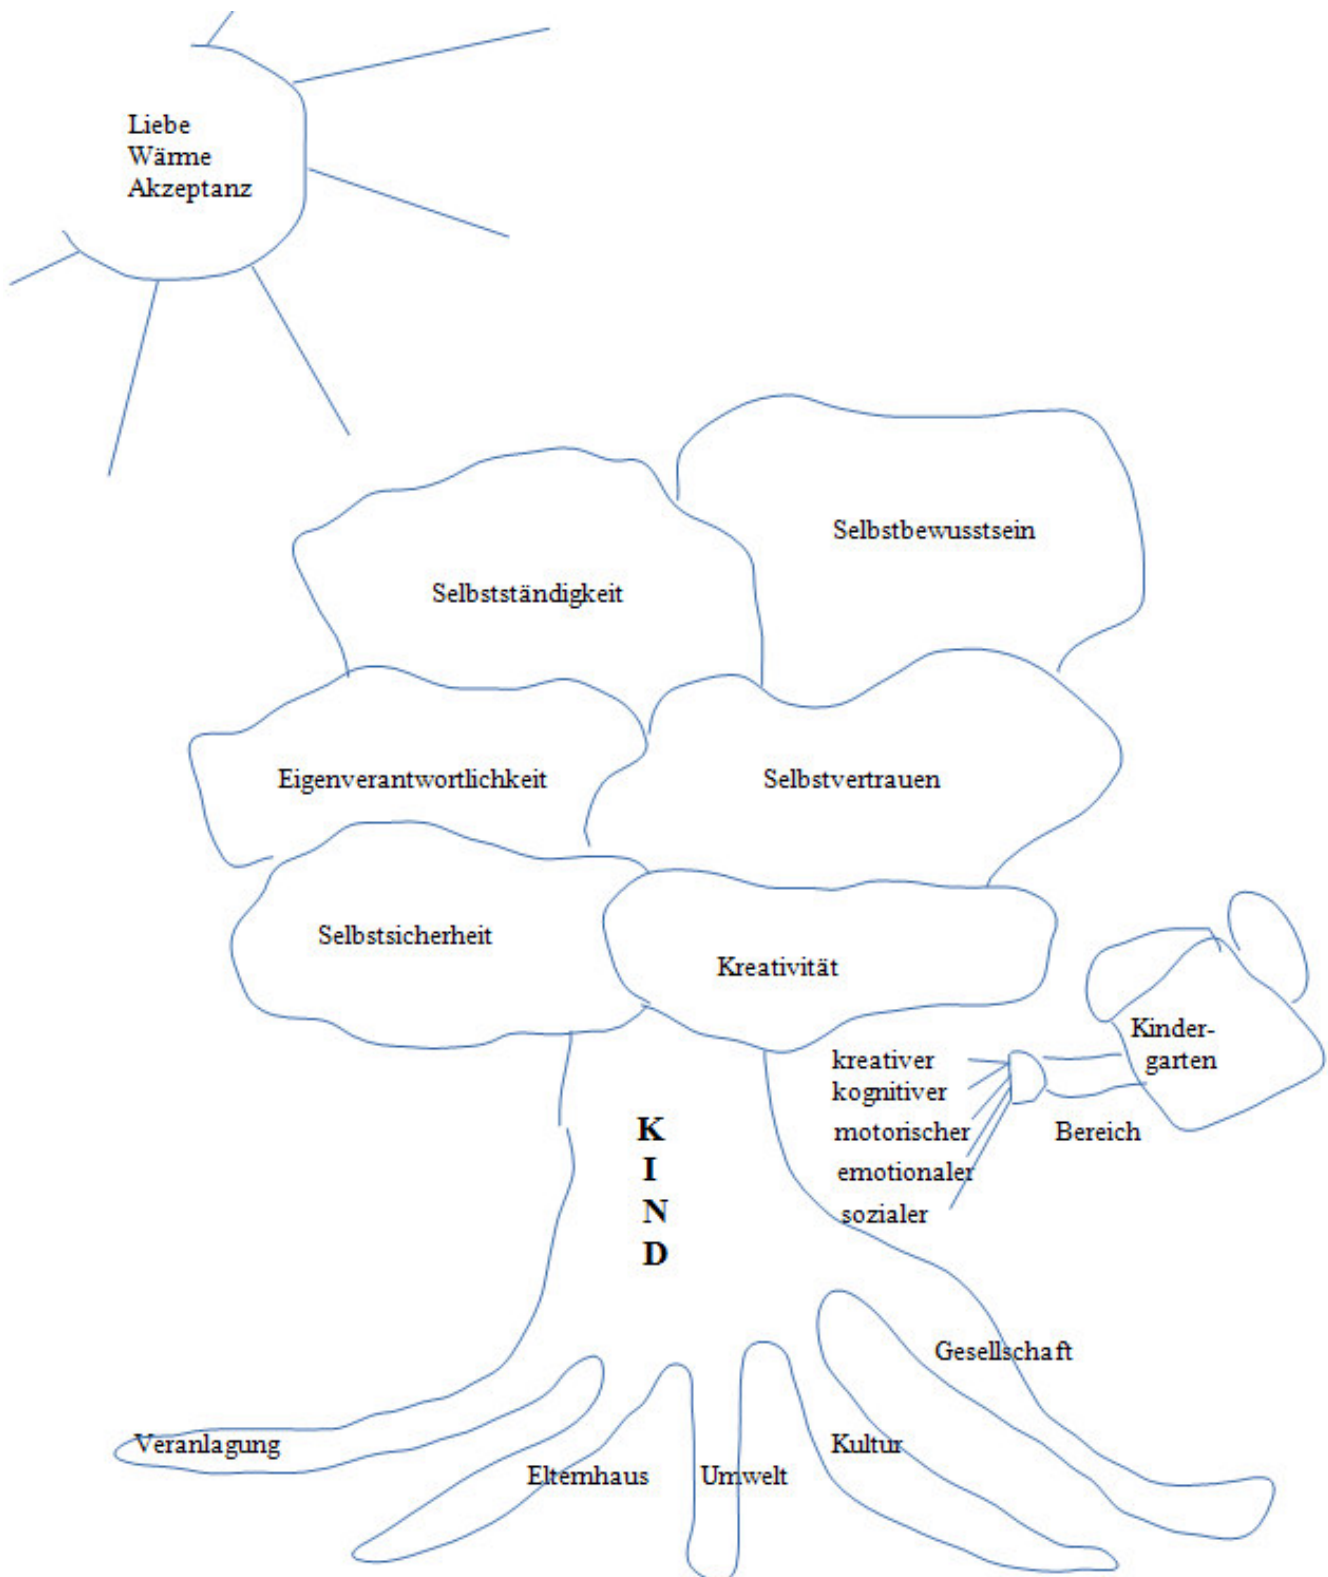 Liebe
Wärme
Akzeptanz
Selbstbewusstsein
Selbstständigkeit
Eigenverantwortlichkeit
Selbstvertrauen
Selbstsicherheit
Kreativität
Kinder-
garten
kreativer
kognitiver
motorischer
Bereich
emotionaler
sozialer
K
I
N
D
Gesellschaft
Veranlagung
Kultur
Elternhaus
Umwelt